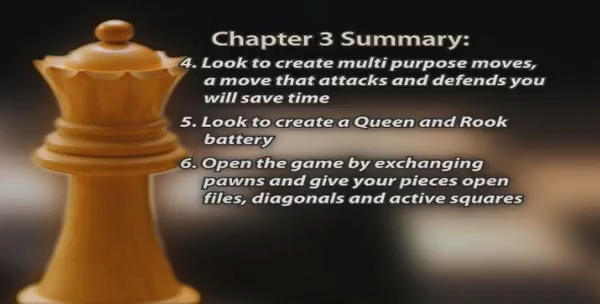 Chapter 3 Summary:
4. Look to create multi purpose moves,
a move that attacks and defends you
will save time
5. Look to create a Queen and Rook
battery
6. Open the game by exchanging
pawns and give your pieces open
files, diagonals and active squares